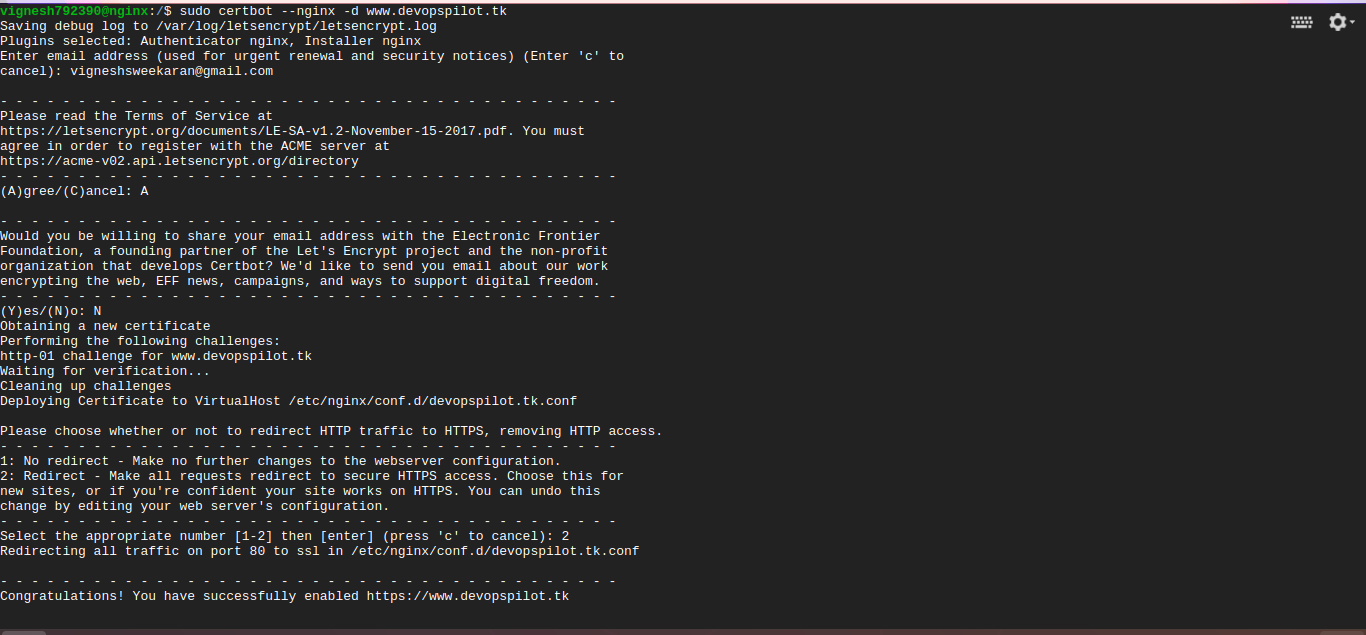 vignesh792390@nginx:/$ sudo certbot --nginx -d www.devopspilot.tk
Saving debug log to /var/log/letsencrypt/letsencrypt.log
Plugins selected: Authenticator nginx, Installer nginx
Enter email address (used for urgent renewal and security notices) (Enter 'c' to
cancel): vigneshsweekaran@gmail.com
- - - - - - - - - - - - - - - - - - - - - - - - - - - - - - - - - - - - - - - -
Please read the Terms of Service at
https://letsencrypt.org/documents/LE-SA-v1.2-November-15-2017.pdf. You must
agree in order to register with the ACME server at
https://acme-v02.api.letsencrypt.org/directory
- - - - - - - - - - - - - - - - - - - - - - - - - - - - - - - - - - - - - - - -
(A)gree/(C)ancel: A
- - - - - - - - - - - - - - - - - - - - - - - - - - - - - - - - - - - - - - - -
Would you be willing to share your email address with the Electronic Frontier
Foundation, a founding partner of the Let's Encrypt project and the non-profit
organization that develops Certbot? We'd like to send you email about our work
encrypting the web, EFF news, campaigns, and ways to support digital freedom.
- - - - - - - - - - - - - - - - - - - - - - - - - - - - - - - - - - - - - - - -
(Y)es/(N)o: N
Obtaining a new certificate
Performing the following challenges:
http-01 challenge for www.devopspilot.tk
Waiting for verification...
Cleaning up challenges
Deploying Certificate to VirtualHost /etc/nginx/conf.d/devopspilot.tk.conf
Please choose whether or not to redirect HTTP traffic to HTTPS, removing HTTP access.
- - - - - - - - - - - - - - - - - - - - - - - - - - - - - - - - - - - - - - - -
1: No redirect - Make no further changes to the webserver configuration.
2: Redirect - Make all requests redirect to secure HTTPS access. Choose this for
new sites, or if you're confident your site works on HTTPS. You can undo this
change by editing your web server's configuration.
- - - - - - - - - - - - - - - - - - - - - - - - - - - - - - - - - - - - - - - -
Select the appropriate number [1-2] then [enter] (press 'c' to cancel): 2
Redirecting all traffic on port 80 to ssl in /etc/nginx/conf.d/devopspilot.tk.conf
- - - - - - - - - - - - - - - - - - - - - - - - - - - - - - - - - - - - - - - -
Congratulations! You have successfully enabled https://www.devopspilot.tk